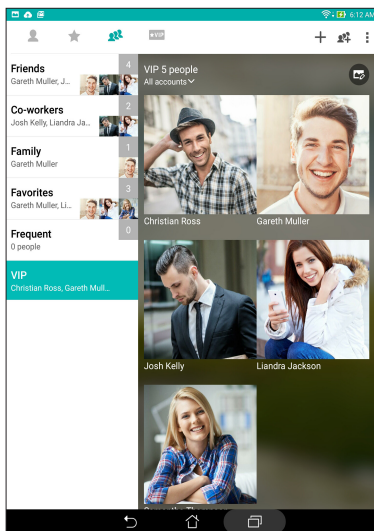 6:12 AM
VIP
Friends
4
Gareth Muller, J...
Co-workers
2
Josh Kelly, Liandra Ja...
Family
1
Gareth Muller
Favorites
3
Gareth Muller, Li...
Frequent
0
0 people
VIP
Christian Ross, Gareth Mull...
VIP 5 people
All accounts
Christian Ross
Gareth Muller
Josh Kelly
Liandra Jackson